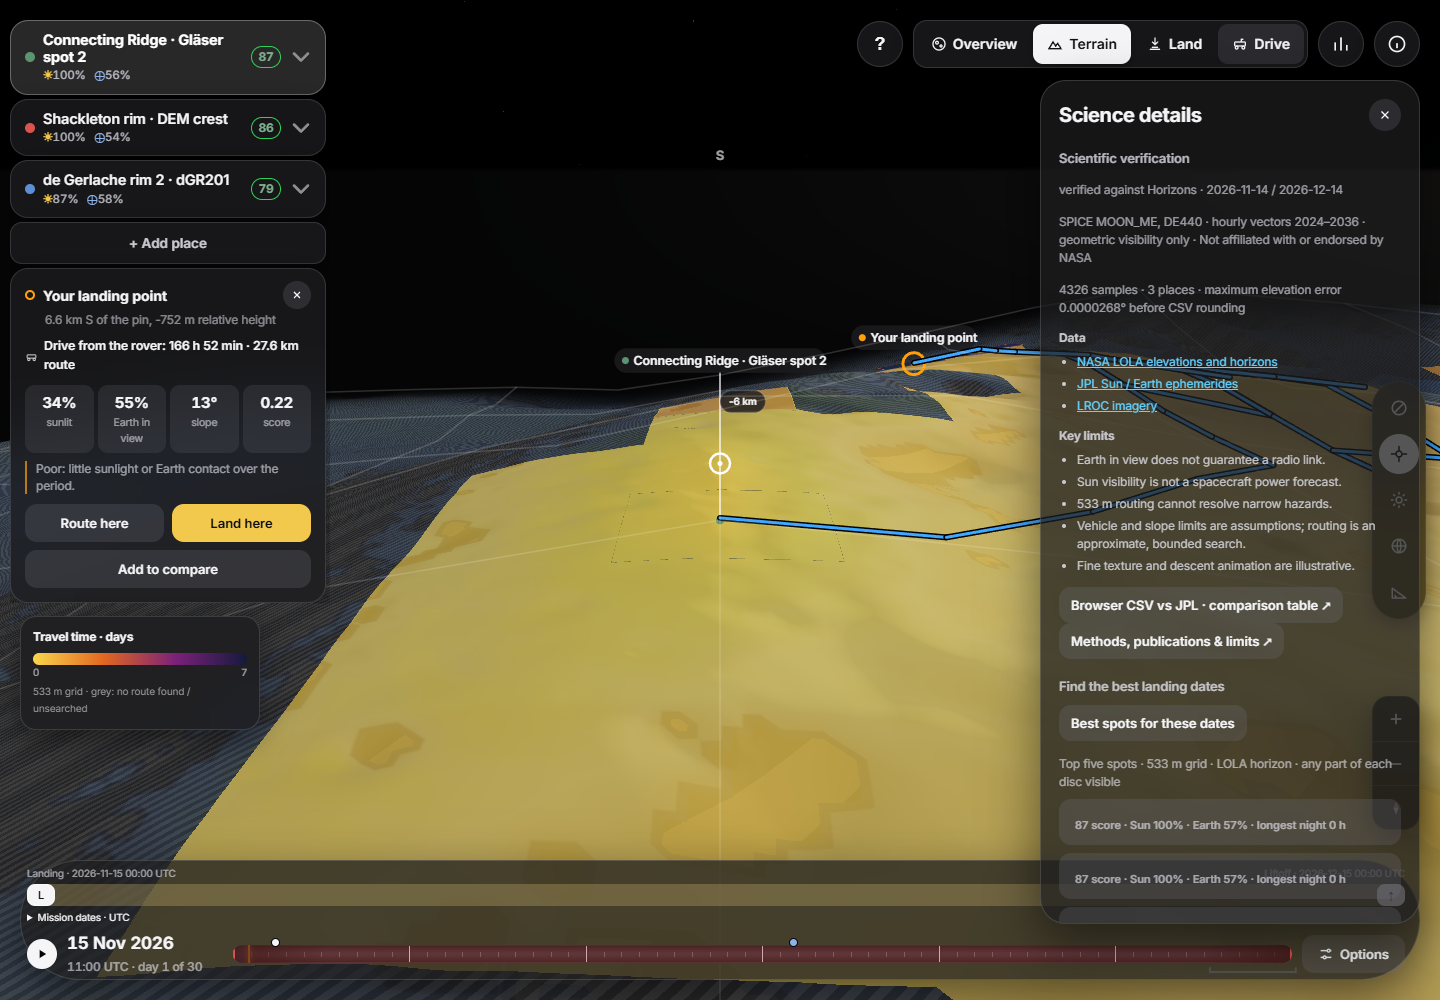 Connecting Ridge · Gläser
spot 2
87
100% 56%
Shackleton rim · DEM crest
86
100% 54%
de Gerlache rim 2 · dGR201
79
87% 58%
+ Add place
Your landing point
×
6.6 km S of the pin, -752 m relative height
Drive from the rover: 166 h 52 min · 27.6 km
route
34% 55% 13° 0.22
sunlit Earth in slope score
view
Poor: little sunlight or Earth contact over the
period.
Route here Land here
Add to compare
Travel time · days
0 7
533 m grid · grey: no route found /
unsearched
? Overview Terrain Land Drive
S
Your landing point
Connecting Ridge · Gläser spot 2
-6 km
Science details
×
Scientific verification
verified against Horizons · 2026-11-14 / 2026-12-14
SPICE MOON_ME, DE440 · hourly vectors 2024–2036 ·
geometric visibility only · Not affiliated with or endorsed by
NASA
4326 samples · 3 places · maximum elevation error
0.0000268° before CSV rounding
Data
NASA LOLA elevations and horizons
JPL Sun / Earth ephemerides
LROC imagery
Key limits
Earth in view does not guarantee a radio link.
Sun visibility is not a spacecraft power forecast.
533 m routing cannot resolve narrow hazards.
Vehicle and slope limits are assumptions; routing is an
approximate, bounded search.
Fine texture and descent animation are illustrative.
Browser CSV vs JPL · comparison table ↗
Methods, publications & limits ↗
Find the best landing dates
Best spots for these dates
Top five spots · 533 m grid · LOLA horizon · any part of each
disc visible
87 score · Sun 100% · Earth 57% · longest night 0 h
87 score · Sun 100% · Earth 57% · longest night 0 h
Landing · 2026-11-15 00:00 UTC
L
Mission dates · UTC
15 Nov 2026
11:00 UTC · day 1 of 30
Options